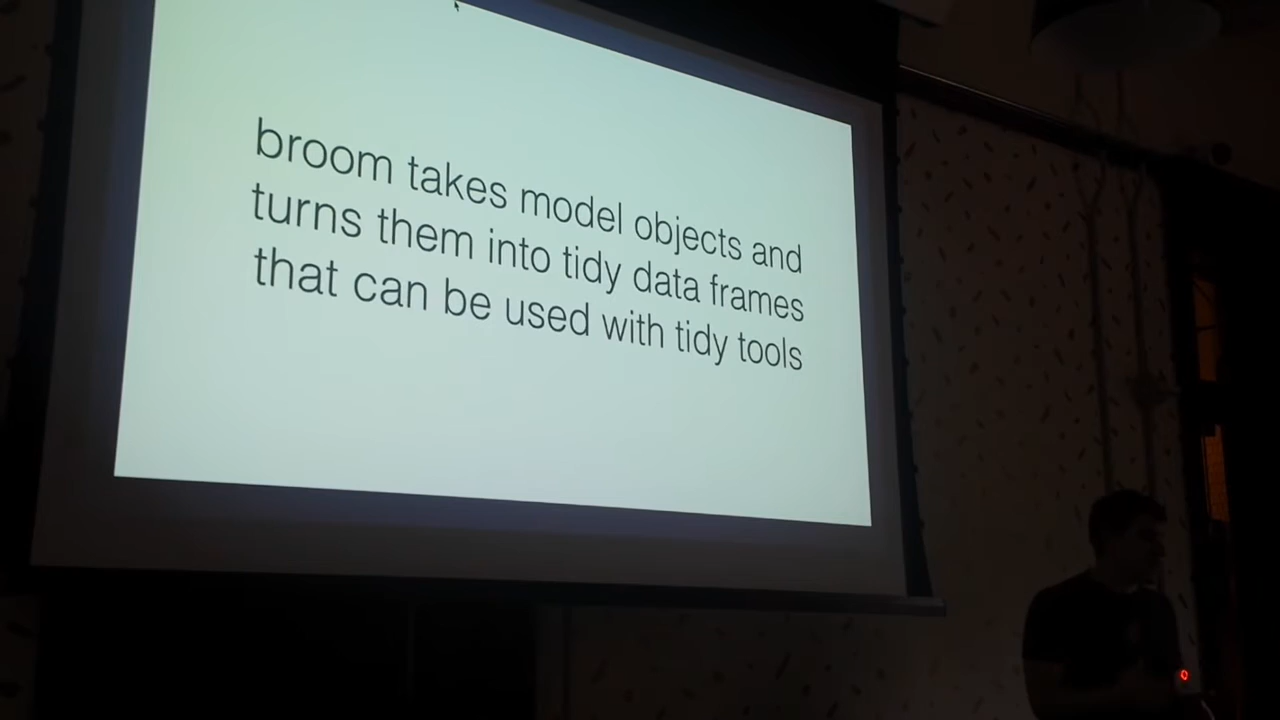 broom takes model objects and
turns them into tidy data frames
that can be used with tidy tools